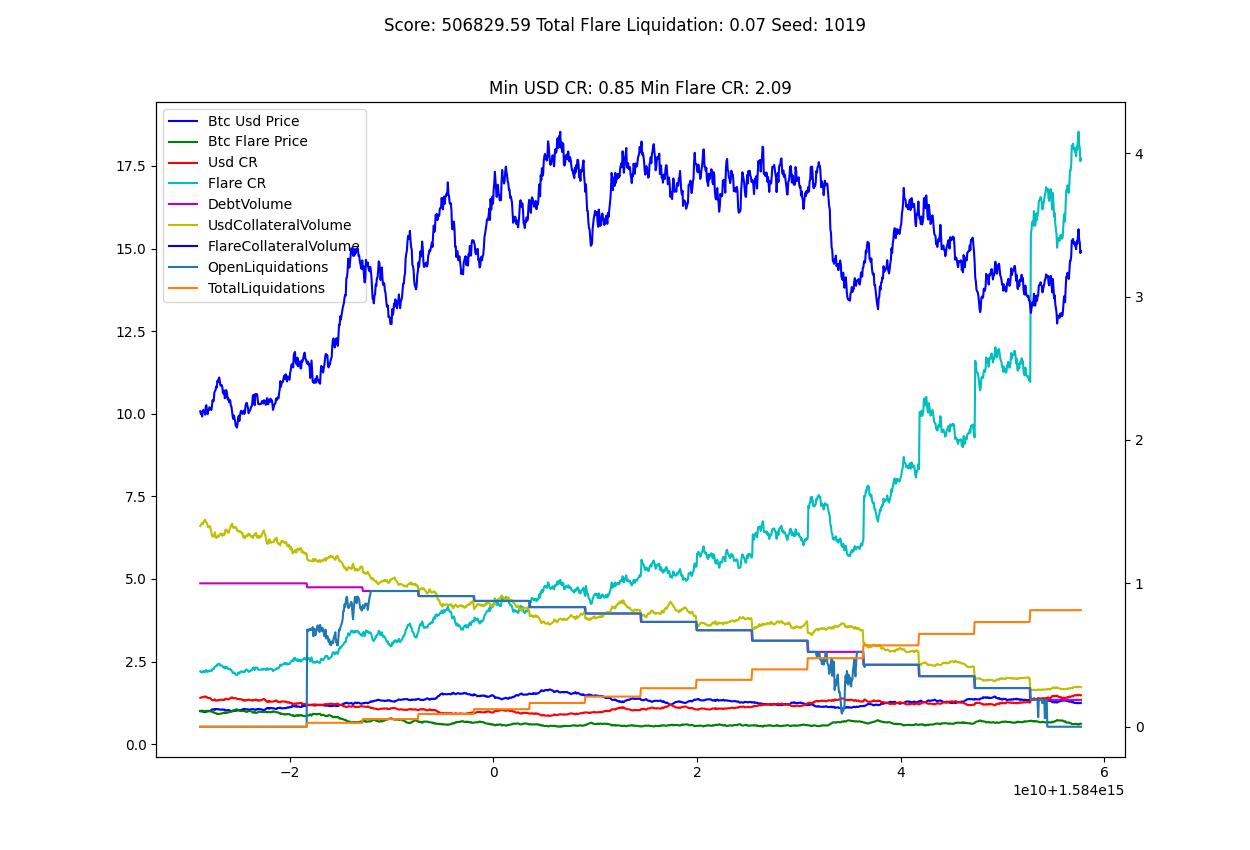 Score: 506829.59 Total Flare Liquidation: 0.07 Seed: 1019
Min USD CR: 0.85 Min Flare CR: 2.09
Btc Usd Price
Btc Flare Price
Usd CR
Flare CR
DebtVolume
UsdCollateralVolume
FlareCollateralVolume
OpenLiquidations
TotalLiquidations
17.5
15.0
12.5
10.0
7.5
5.0
2.5
0.0
4
3
2
1
0
−2
0
2
4
6
1e10+1.584e15